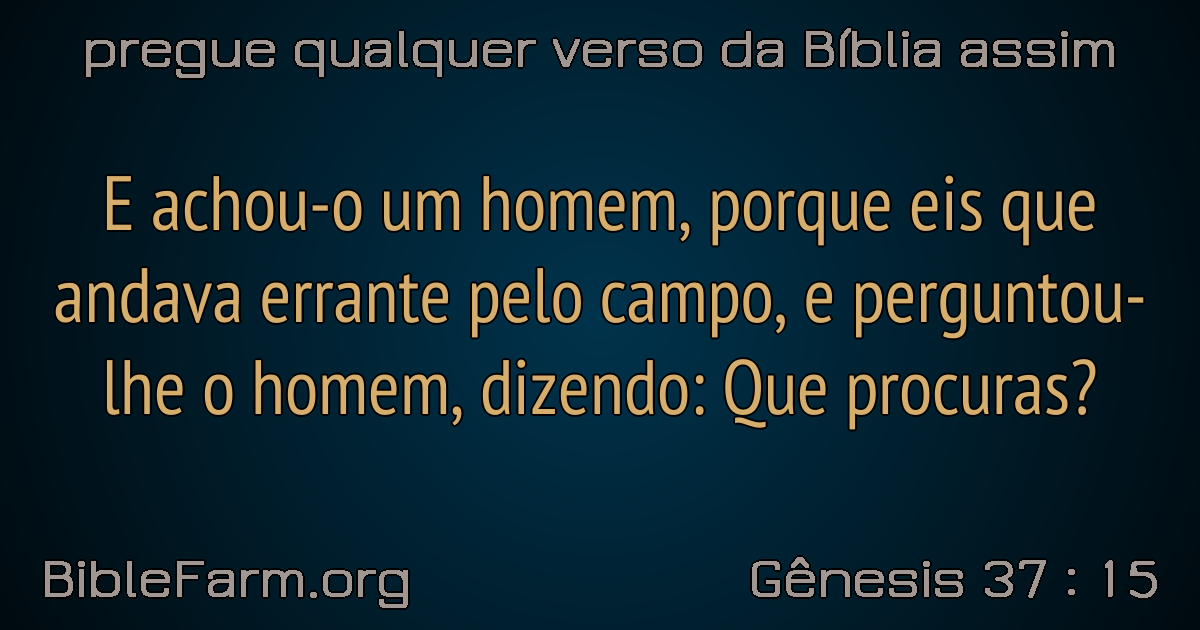 pregue qualquer verso da Bíblia assim
E achou-o um homem, porque eis que
andava errante pelo campo, e perguntou-
lhe o homem, dizendo: Que procuras?
BibleFarm.org
Gênesis 37 : 15